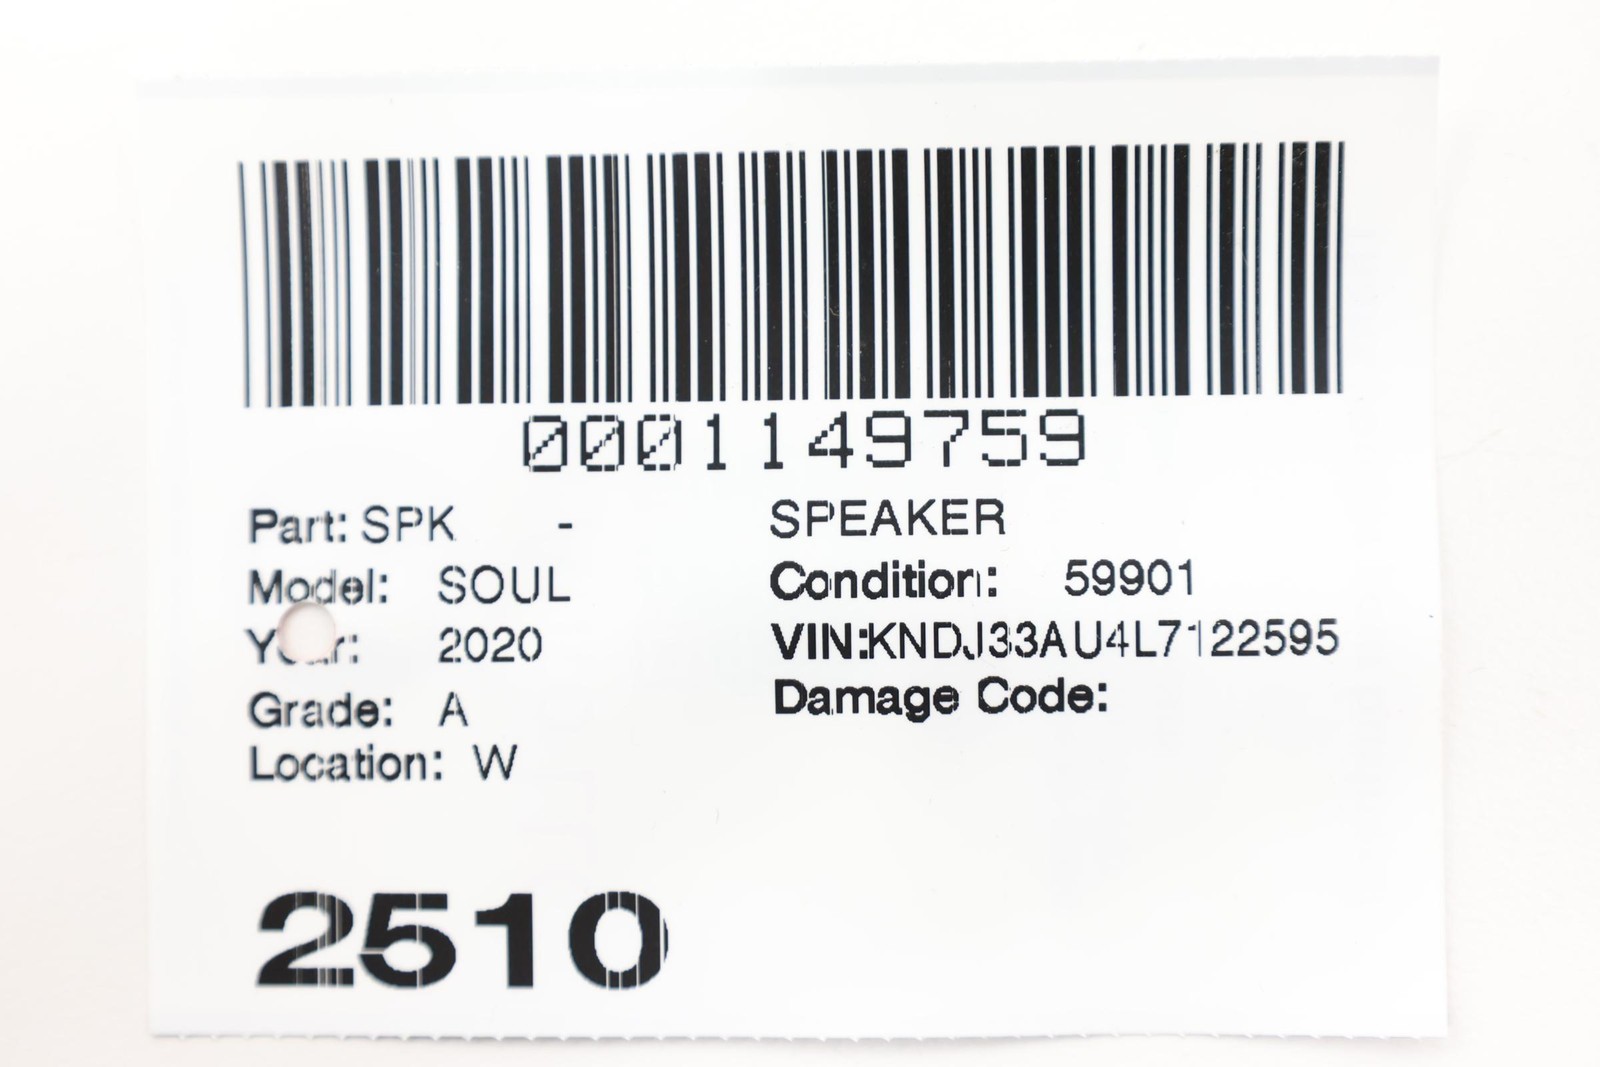 0001149759
Part: SPK - SPEAKER
Model: SOUL Condition: 59901
Year: 2020 VIN:KNDJ33AU4L7122595
Grade: A Damage Code:
Location: W
2510